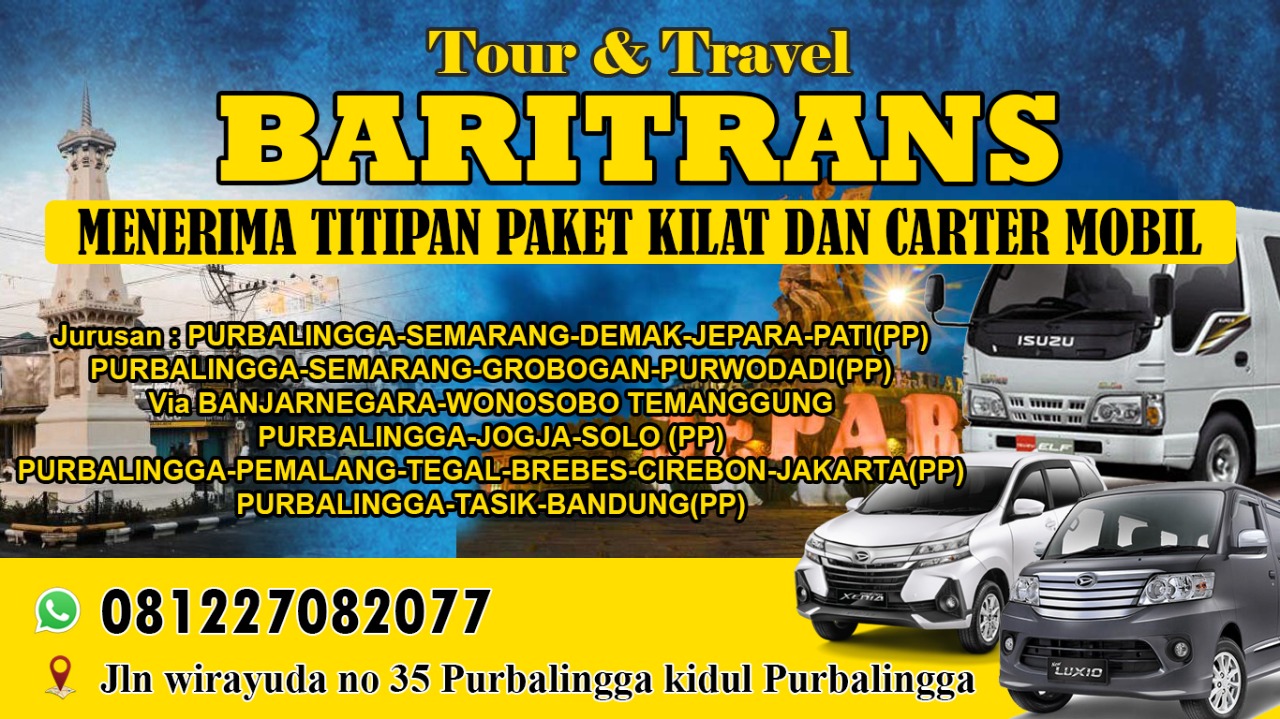 Tour & Travel
BARITRANS
MENERIMA TITIPAN PAKET KILAT DAN CARTER MOBIL
Jurusan : PURBALINGGA-SEMARANG-DEMAK-JEPARA-PATI(PP)
PURBALINGGA-SEMARANG-GROBOGAN-PURWODADI(PP)
Via BANJARNEGARA-WONOSOBO TEMANGGUNG
PURBALINGGA-JOGJA-SOLO (PP)
PURBALINGGA-PEMALANG-TEGAL-BREBES-CIREBON-JAKARTA(PP)
PURBALINGGA-TASIK-BANDUNG(PP)
JEPAR
ISUZU
ISUZU ELF
XENIA
LUXIO
081227082077
Jln wirayuda no 35 Purbalingga kidul Purbalingga